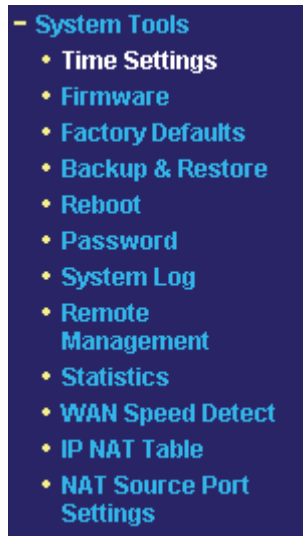 – System Tools
• Time Settings
• Firmware
• Factory Defaults
• Backup & Restore
• Reboot
• Password
• System Log
• Remote
Management
• Statistics
• WAN Speed Detect
• IP NAT Table
• NAT Source Port
Settings